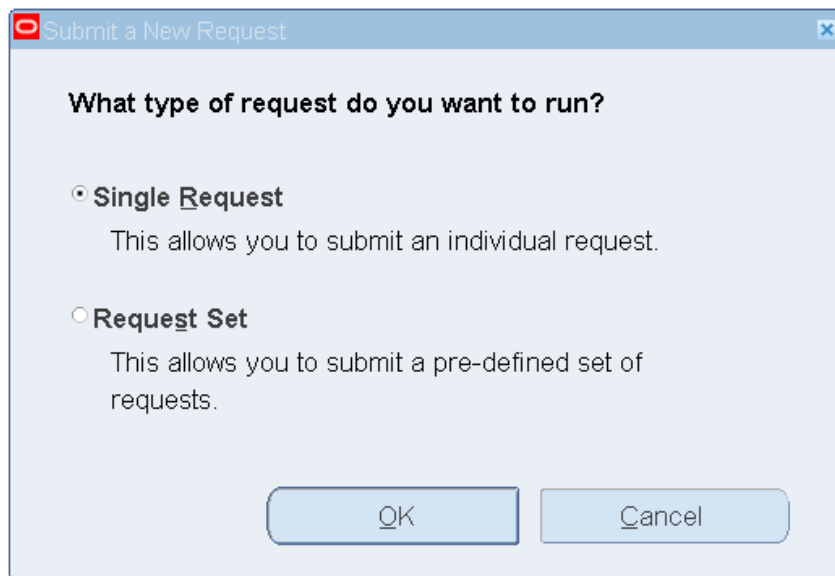 Submit a New Request
What type of request do you want to run?
Single Request
This allows you to submit an individual request.
Request Set
This allows you to submit a pre-defined set of
requests.
OK
Cancel